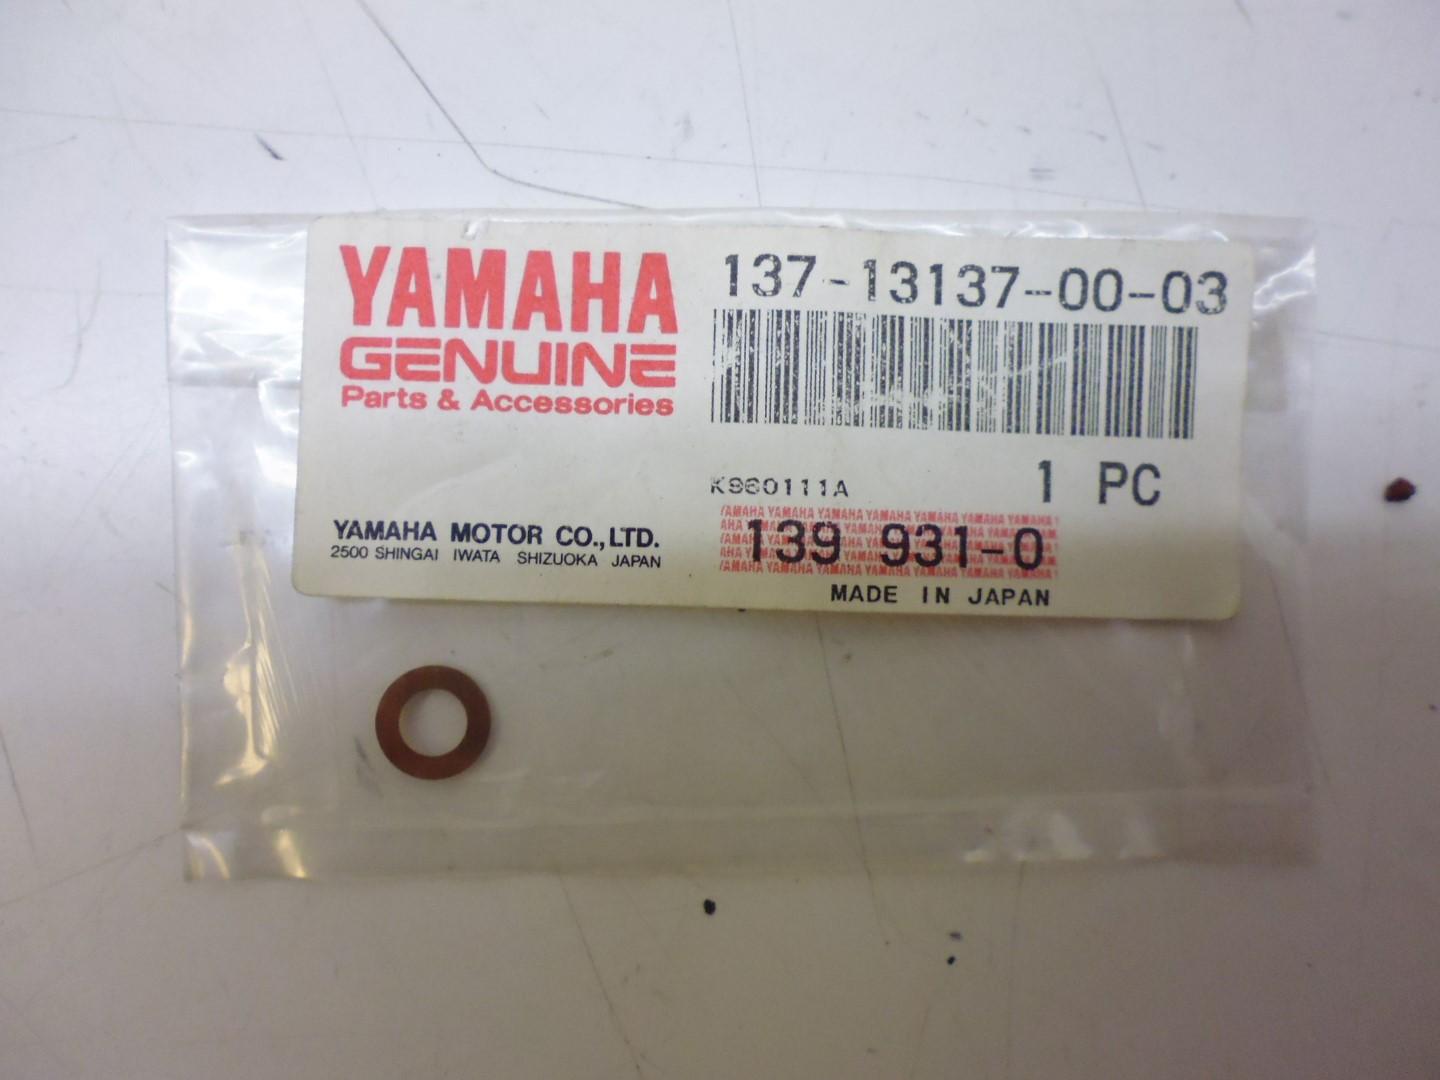 YAMAHA
GENUINE
Parts & Accessories
137-13137-00-03
K960111A
1 PC
YAMAHA MOTOR CO.,LTD.
2500 SHINGAI IWATA SHIZUOKA JAPAN
139 931-0
MADE IN JAPAN